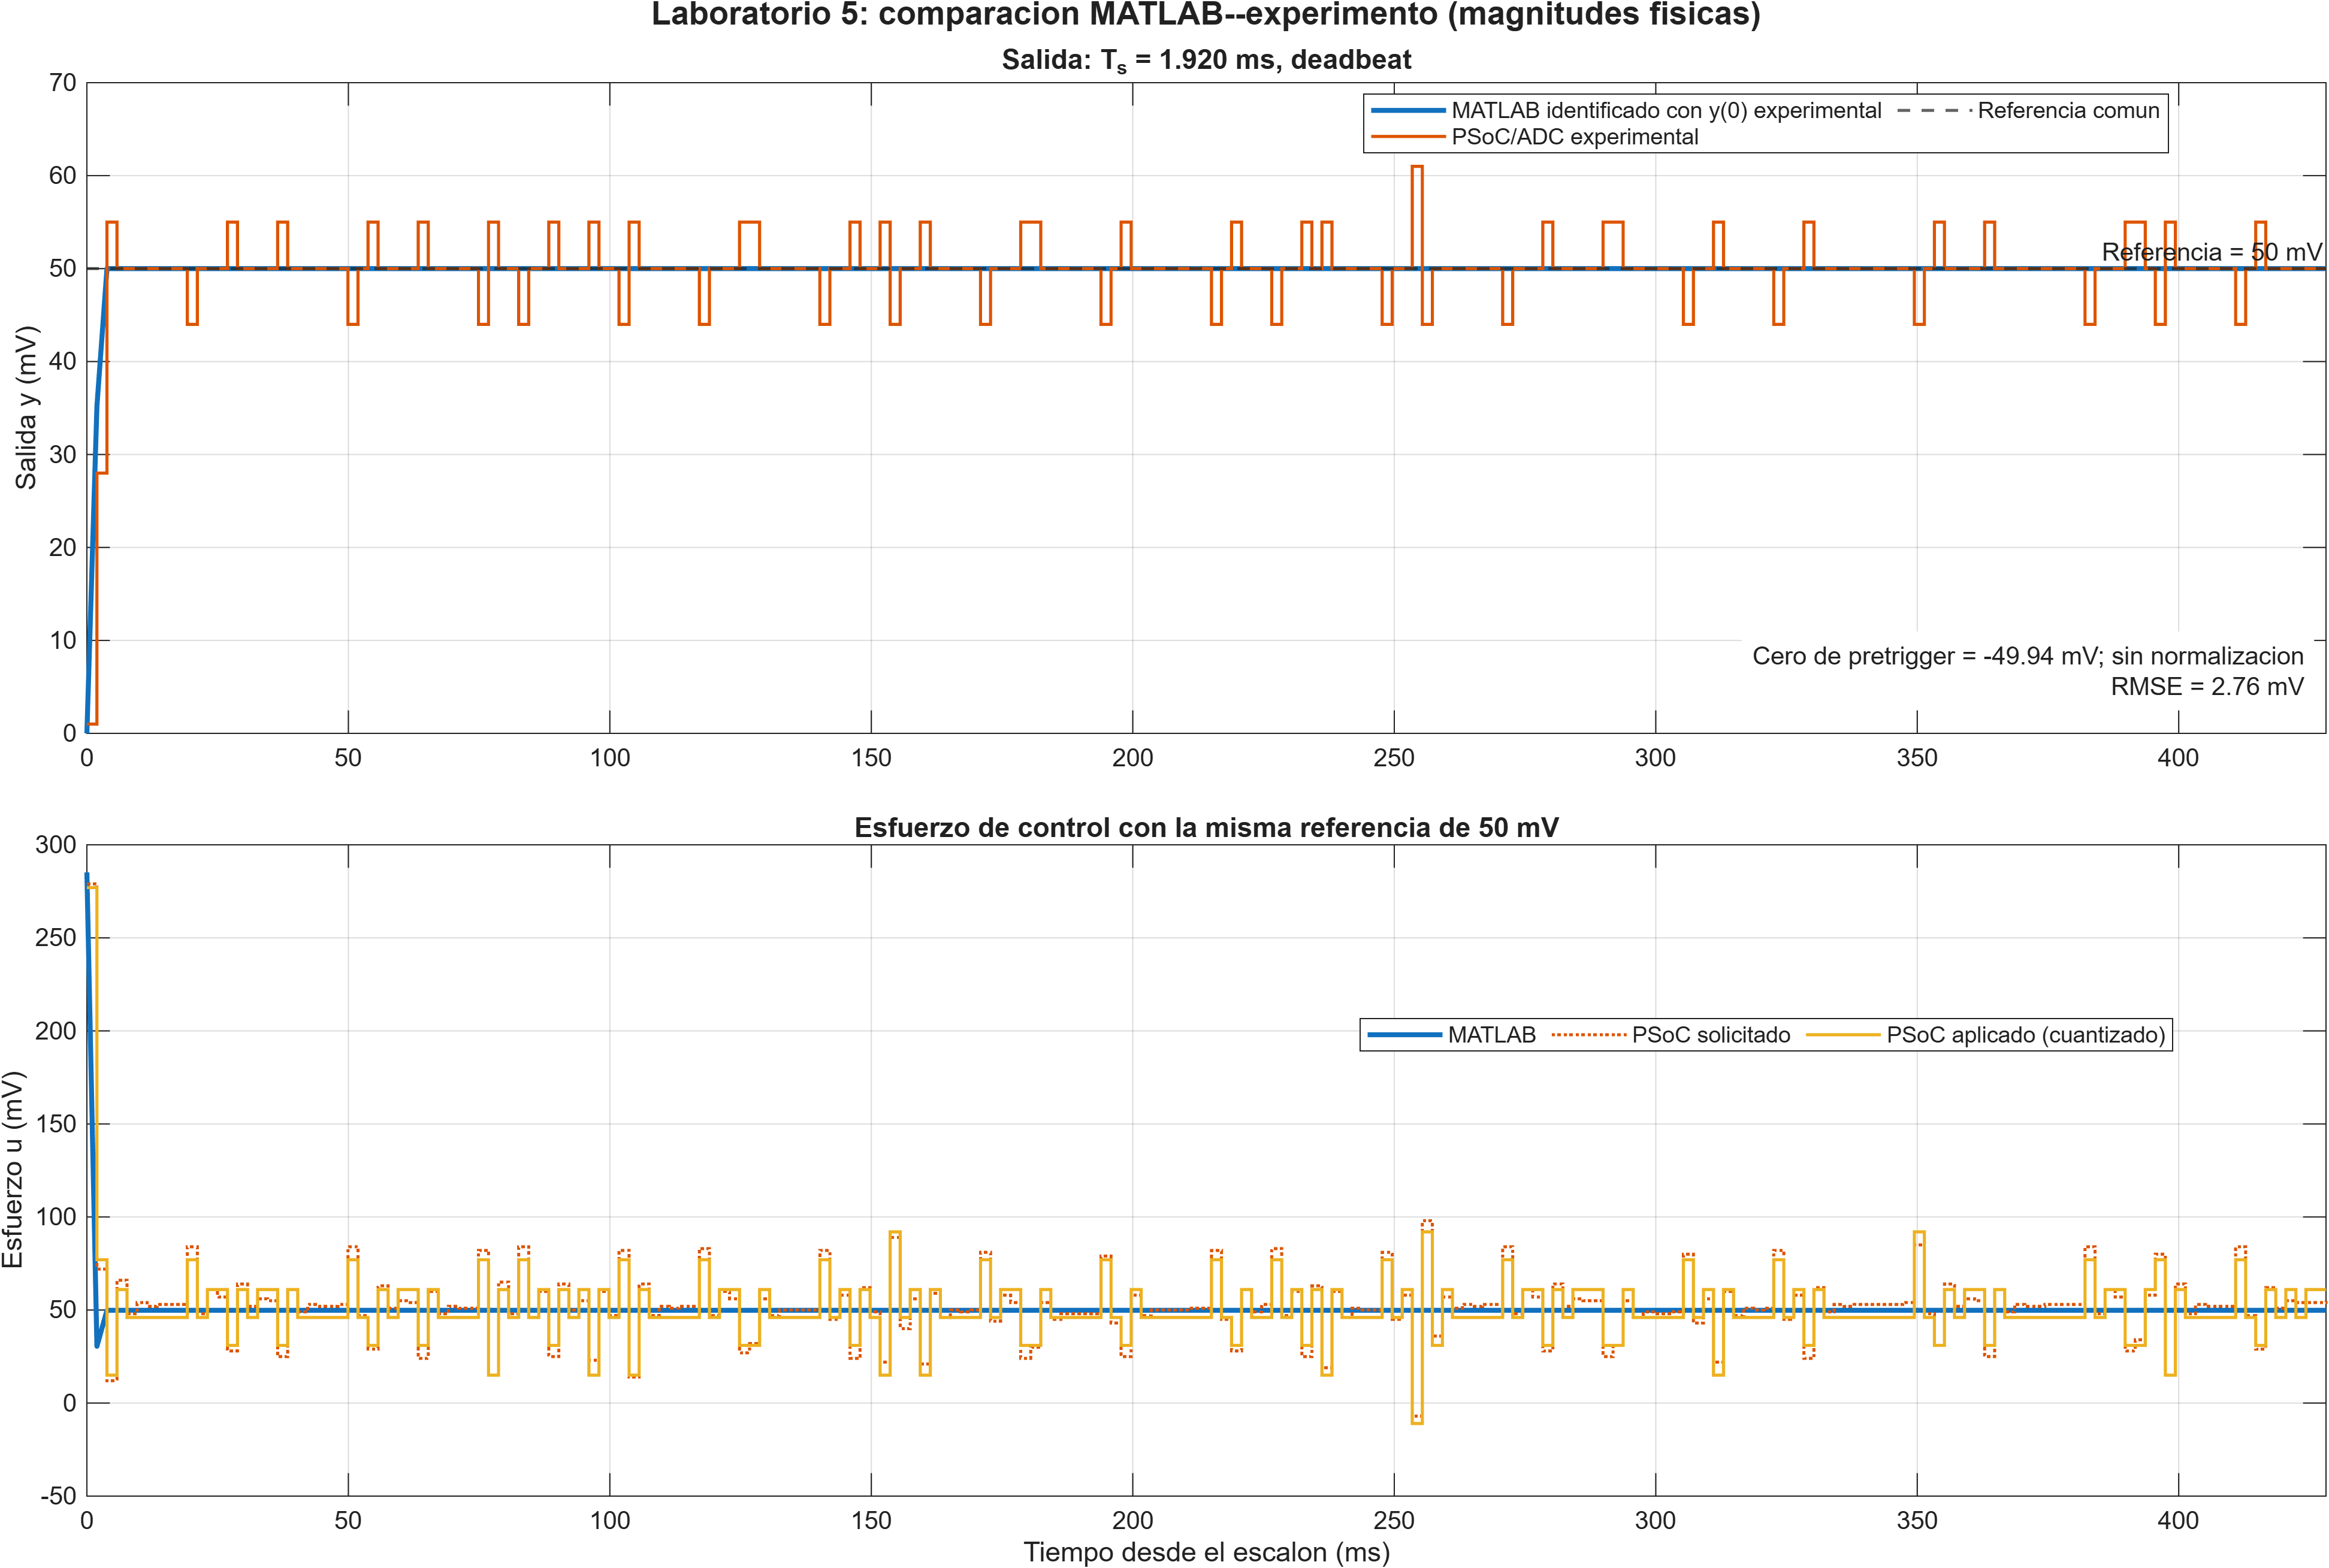 Laboratorio 5: comparacion MATLAB--experimento (magnitudes fisicas)
Salida: Ts = 1.920 ms, deadbeat
70
60
50
40
30
20
10
0
Salida y (mV)
MATLAB identificado con y(0) experimental
Referencia comun
PSoC/ADC experimental
Referencia = 50 mV
Cero de pretrigger = -49.94 mV; sin normalizacion
RMSE = 2.76 mV
0 50 100 150 200 250 300 350 400
Esfuerzo de control con la misma referencia de 50 mV
300
250
200
150
100
50
0
-50
Esfuerzo u (mV)
MATLAB
PSoC solicitado
PSoC aplicado (cuantizado)
0 50 100 150 200 250 300 350 400
Tiempo desde el escalon (ms)